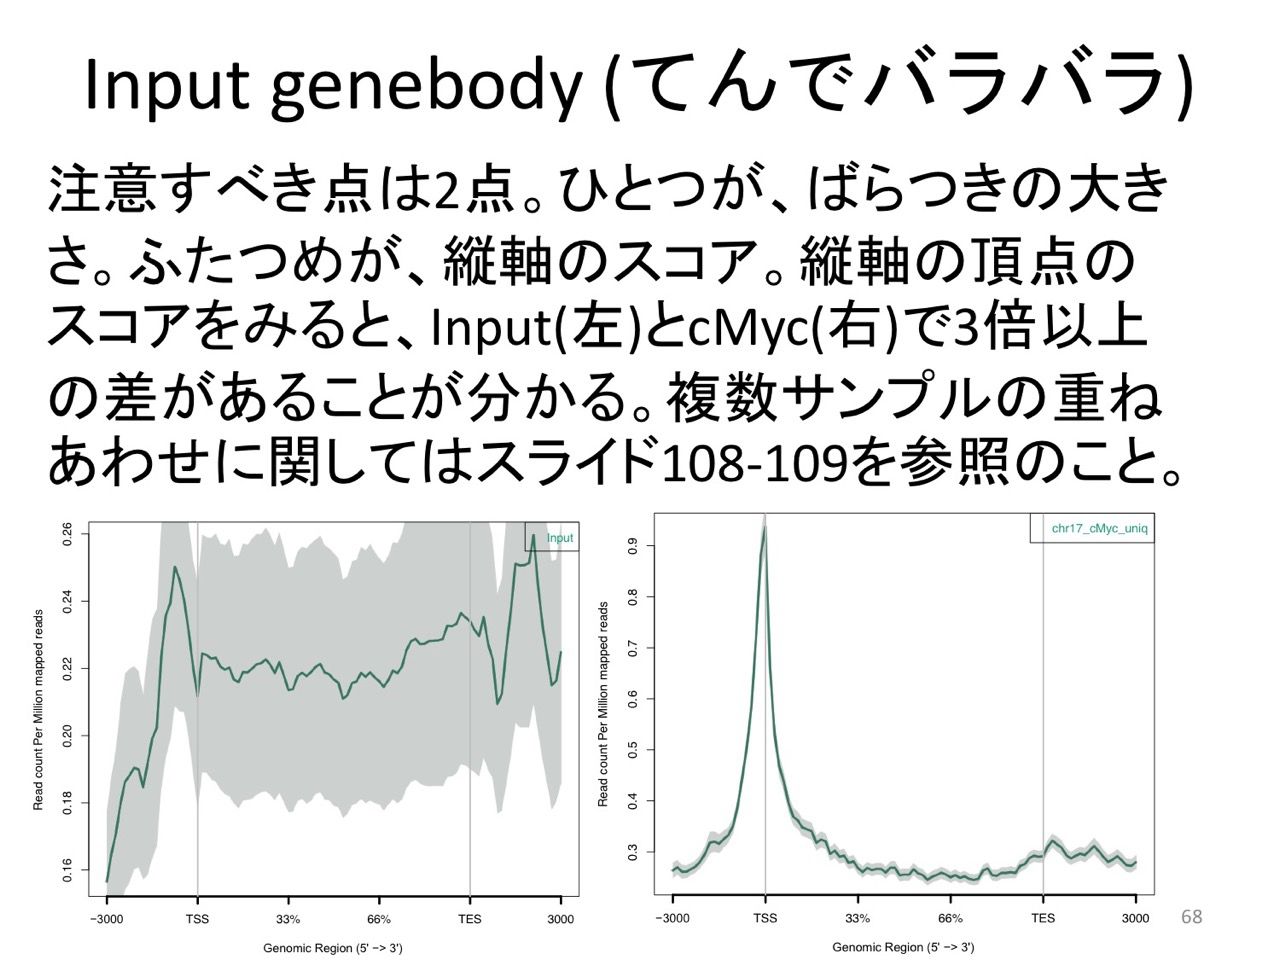 Input genebody (てんでバラバラ)
注意すべき点は2点。ひとつが、ばらつきの大き
さ。ふたつめが、縦軸のスコア。縦軸の頂点の
スコアをみると、Input(左)とcMyc(右)で3倍以上
の差があることが分かる。複数サンプルの重ね
あわせに関してはスライド108-109を参照のこと。
Input
Read count Per Million mapped reads
0.26
0.24
0.22
0.20
0.18
0.16
−3000 TSS 33% 66% TES 3000
Genomic Region (5' −> 3')
chr17_cMyc_uniq
Read count Per Million mapped reads
0.9
0.8
0.7
0.6
0.5
0.4
0.3
−3000 TSS 33% 66% TES 3000
Genomic Region (5' −> 3')
68